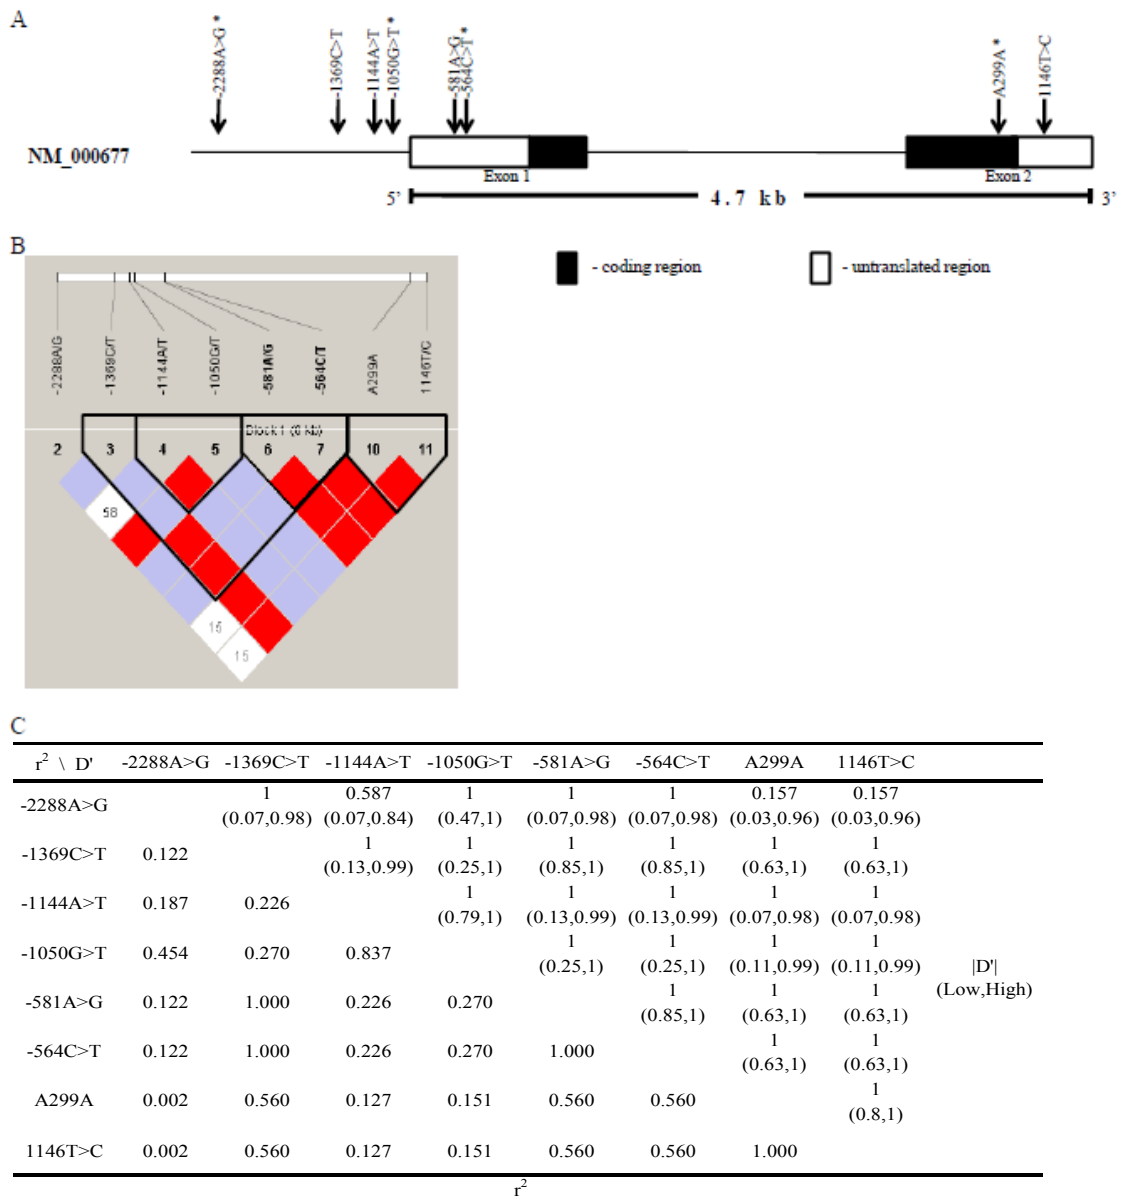 A
-2288A>G *
-1369C>T
-1144A>T
-1050G>T *
-581A>G
-564C>T *
A299A *
1146T>C
NM_000677
Exon 1
Exon 2
5’
4.7 kb
3’
B
- coding region
- untranslated region
-2288A/G
-1369C/T
-1144A/T
-1050G/T
-581A/G
-564C/T
A299A
1146T/C
Block 1 (6 kb)
2 3 4 5 6 7 10 11
58
15
15
C
r² \ D' -2288A>G -1369C>T -1144A>T -1050G>T -581A>G -564C>T A299A 1146T>C
1 0.587 1 1 1 0.157 0.157
-2288A>G
(0.07,0.98) (0.07,0.84) (0.47,1) (0.07,0.98) (0.07,0.98) (0.03,0.96) (0.03,0.96)
1 1 1 1 1 1
-1369C>T 0.122
(0.13,0.99) (0.25,1) (0.85,1) (0.85,1) (0.63,1) (0.63,1)
1 1 1 1 1
-1144A>T 0.187 0.226
(0.79,1) (0.13,0.99) (0.13,0.99) (0.07,0.98) (0.07,0.98)
1 1 1 1
-1050G>T 0.454 0.270 0.837
(0.25,1) (0.25,1) (0.11,0.99) (0.11,0.99)
|D'|
(Low,High)
1 1 1
-581A>G 0.122 1.000 0.226 0.270
(0.85,1) (0.63,1) (0.63,1)
1 1
-564C>T 0.122 1.000 0.226 0.270 1.000
(0.63,1) (0.63,1)
1
A299A 0.002 0.560 0.127 0.151 0.560 0.560
(0.8,1)
1146T>C 0.002 0.560 0.127 0.151 0.560 0.560 1.000
r²